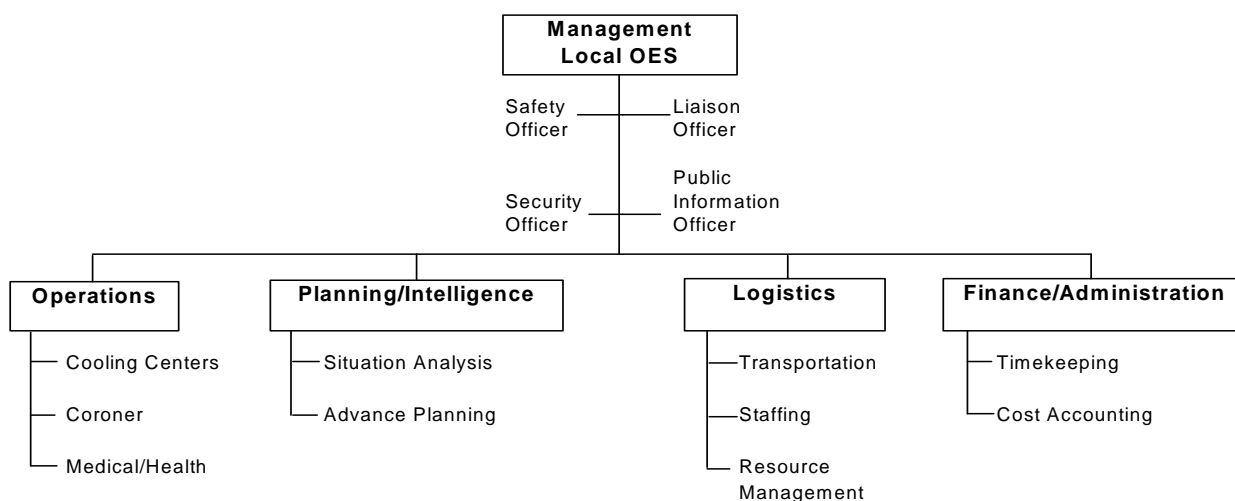 Management
Local OES
Safety
Officer
Liaison
Officer
Security
Officer
Public
Information
Officer
Operations
Planning/Intelligence
Logistics
Finance/Administration
Cooling Centers
Coroner
Medical/Health
Situation Analysis
Advance Planning
Transportation
Staffing
Resource
Management
Timekeeping
Cost Accounting